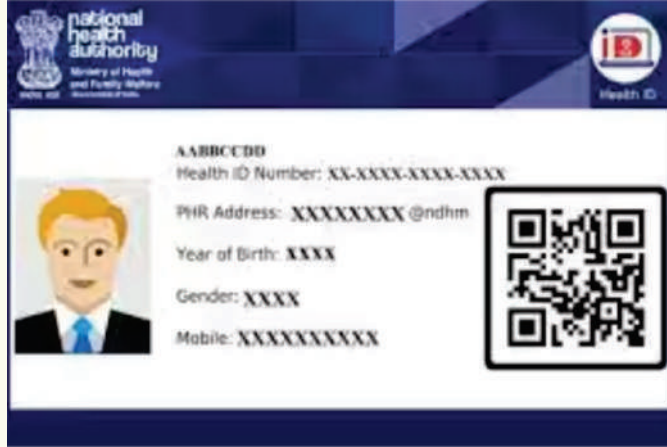 national
health
authority
Ministry of Health
and Family Welfare
Health ID
AABBCCDD
Health ID Number: XX-XXXX-XXXX-XXXX
PHR Address: XXXXXXXX @ndhm
Year of Birth: XXXX
Gender: XXXX
Mobile: XXXXXXXXXX